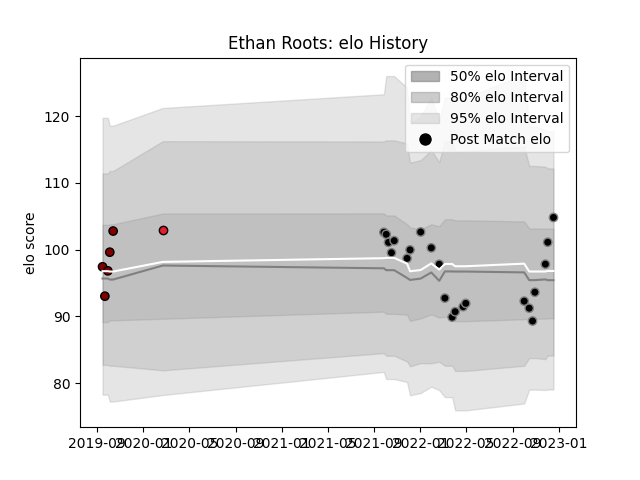 Ethan Roots: elo History
50% elo Interval
80% elo Interval
95% elo Interval
Post Match elo
elo score
120
110
100
90
80
2019-09
2020-01
2020-05
2020-09
2021-01
2021-05
2021-09
2022-01
2022-05
2022-09
2023-01